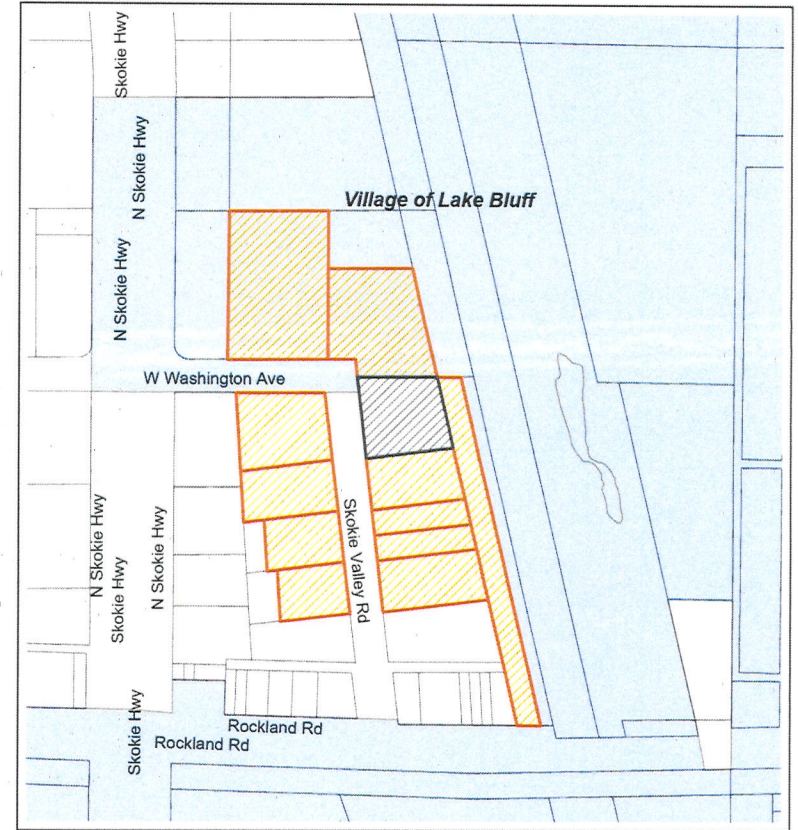 Skokie Hwy
N Skokie Hwy
Village of Lake Bluff
N Skokie Hwy
W Washington Ave
N Skokie Hwy
Skokie Hwy
N Skokie Hwy
Skokie Valley Rd
Skokie Hwy
Rockland Rd
Rockland Rd